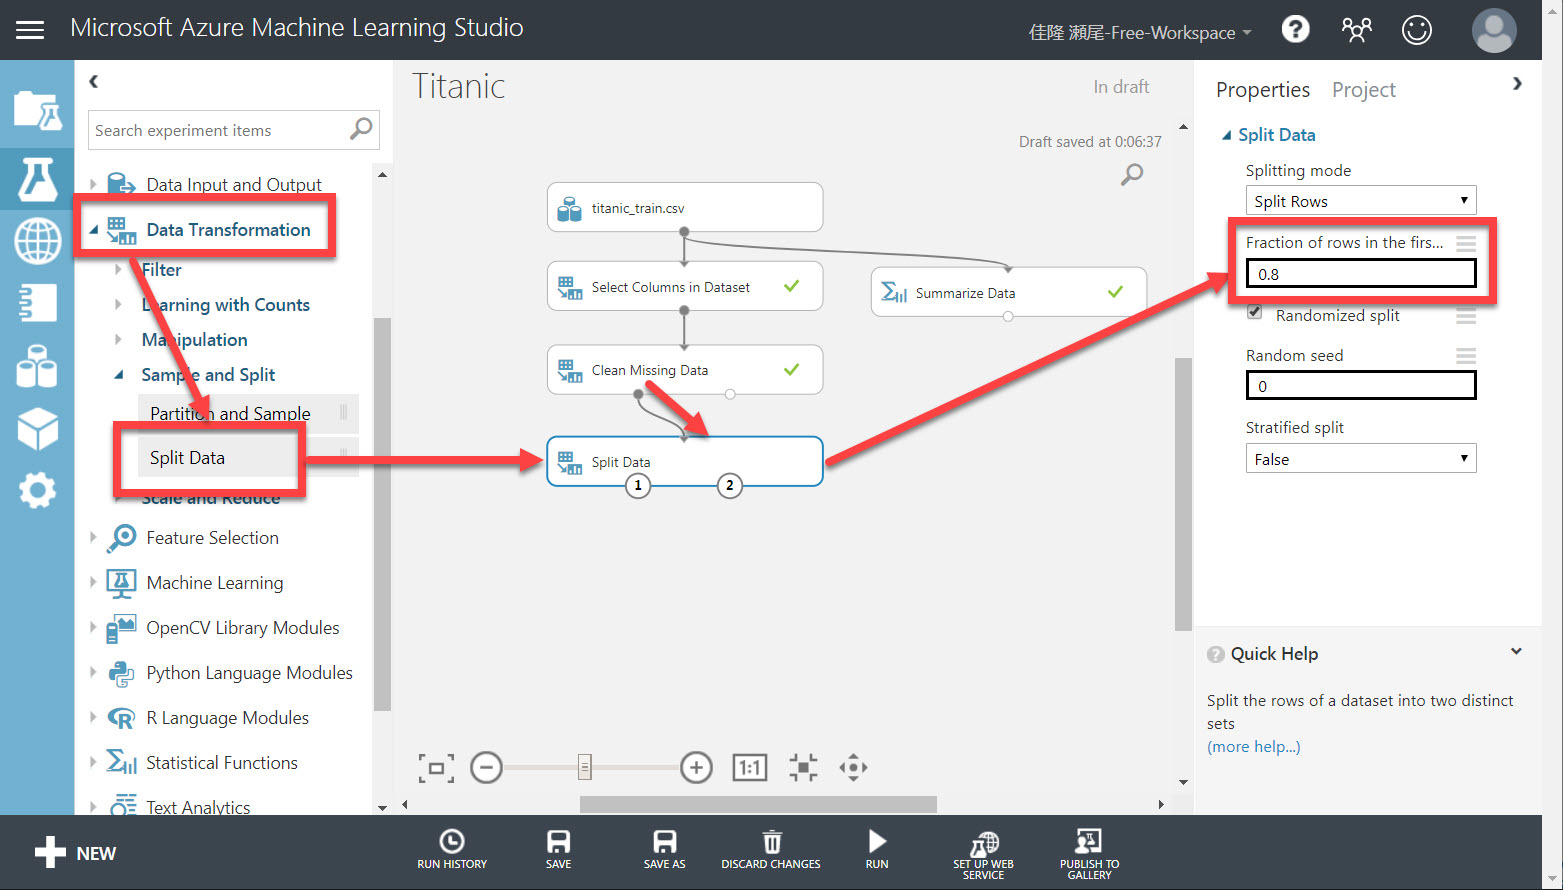 Microsoft Azure Machine Learning Studio
佳隆 瀬尾-Free-Workspace
?
Search experiment items
Data Input and Output
Data Transformation
Filter
Learning with Counts
Manipulation
Sample and Split
Partition and Sample
Split Data
Scale and Reduce
Feature Selection
Machine Learning
OpenCV Library Modules
Python Language Modules
R Language Modules
Statistical Functions
Text Analytics
Titanic
In draft
Draft saved at 0:06:37
titanic_train.csv
Select Columns in Dataset
Summarize Data
Clean Missing Data
Split Data
1
2
1:1
Properties Project
Split Data
Splitting mode
Split Rows
Fraction of rows in the firs...
0.8
Randomized split
Random seed
0
Stratified split
False
? Quick Help
Split the rows of a dataset into two distinct
sets
(more help...)
NEW
RUN HISTORY
SAVE
SAVE AS
DISCARD CHANGES
RUN
SET UP WEB
SERVICE
PUBLISH TO
GALLERY